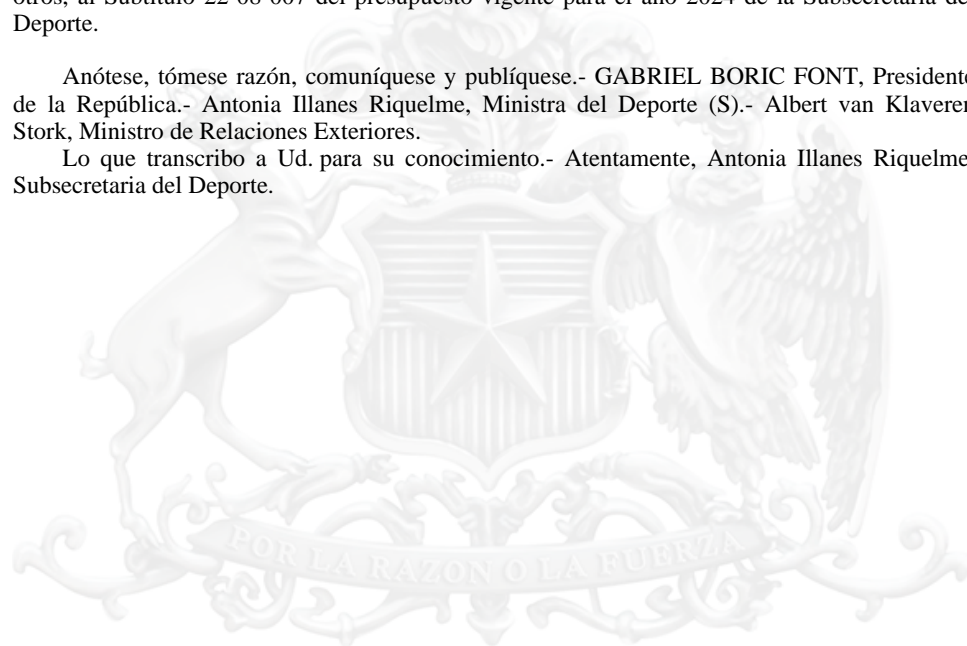 otros, al Subtítulo 22 08 007 del presupuesto vigente para el año 2024 de la Subsecretaría del
Deporte.
Anótese, tómese razón, comuníquese y publíquese.- GABRIEL BORIC FONT, Presidente
de la República.- Antonia Illanes Riquelme, Ministra del Deporte (S).- Albert van Klaveren
Stork, Ministro de Relaciones Exteriores.
Lo que transcribo a Ud. para su conocimiento.- Atentamente, Antonia Illanes Riquelme
Subsecretaria del Deporte.
POR LA RAZON O LA FUERZA